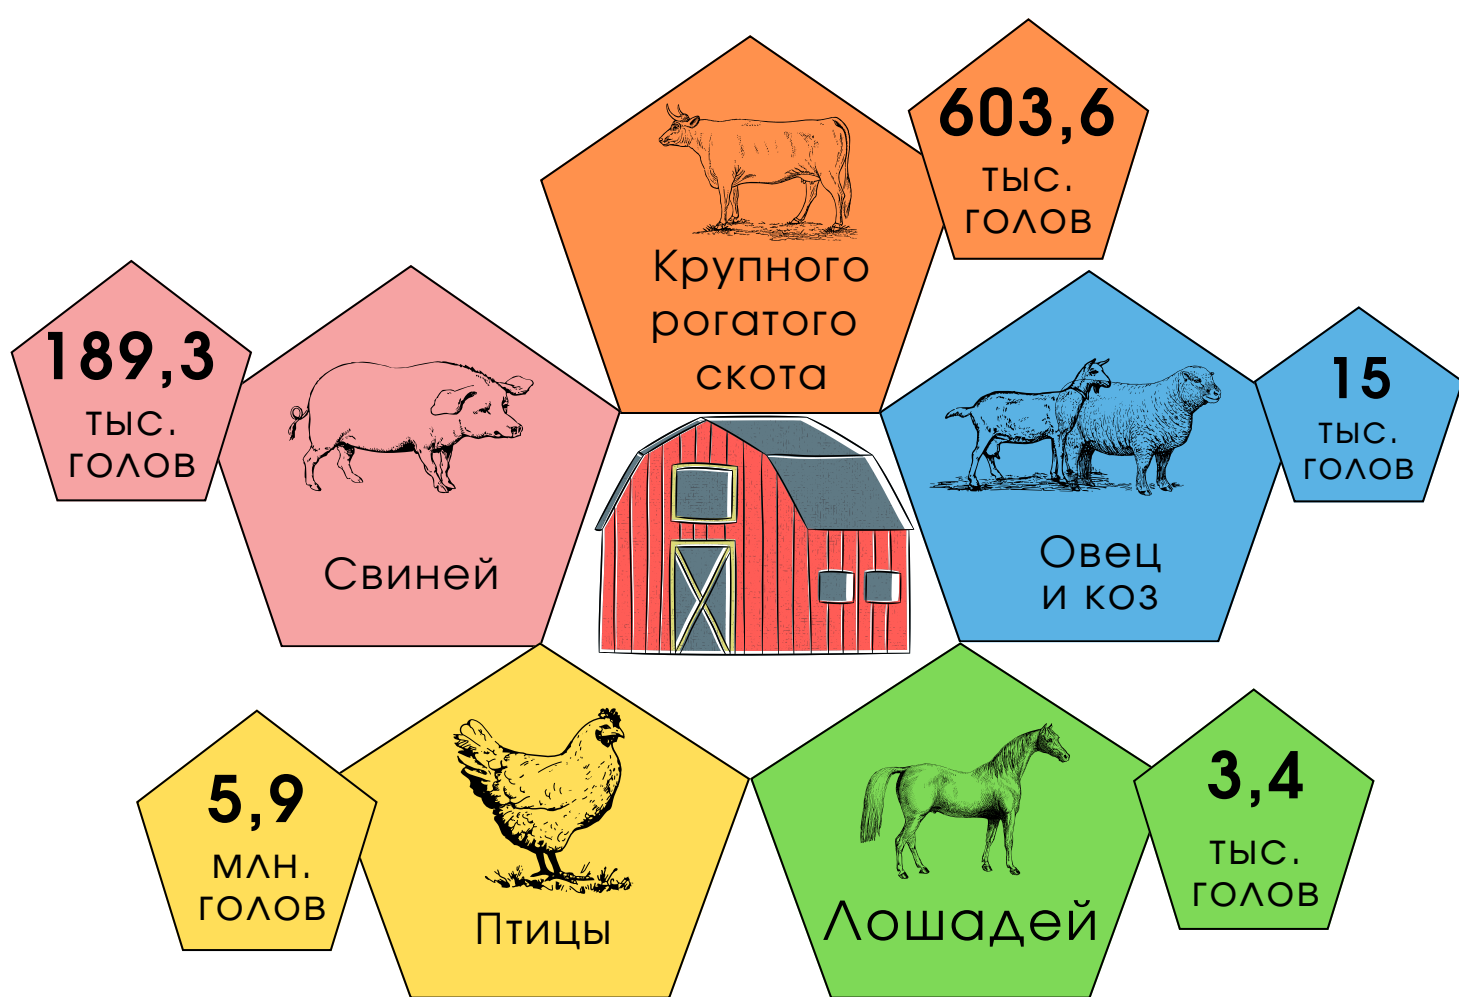 603,6
тыс.
голов
Крупного
рогатого
скота
189,3
тыс.
голов
Свиней
15
тыс.
голов
Овец
и коз
5,9
млн.
голов
Птицы
3,4
тыс.
голов
Лошадей